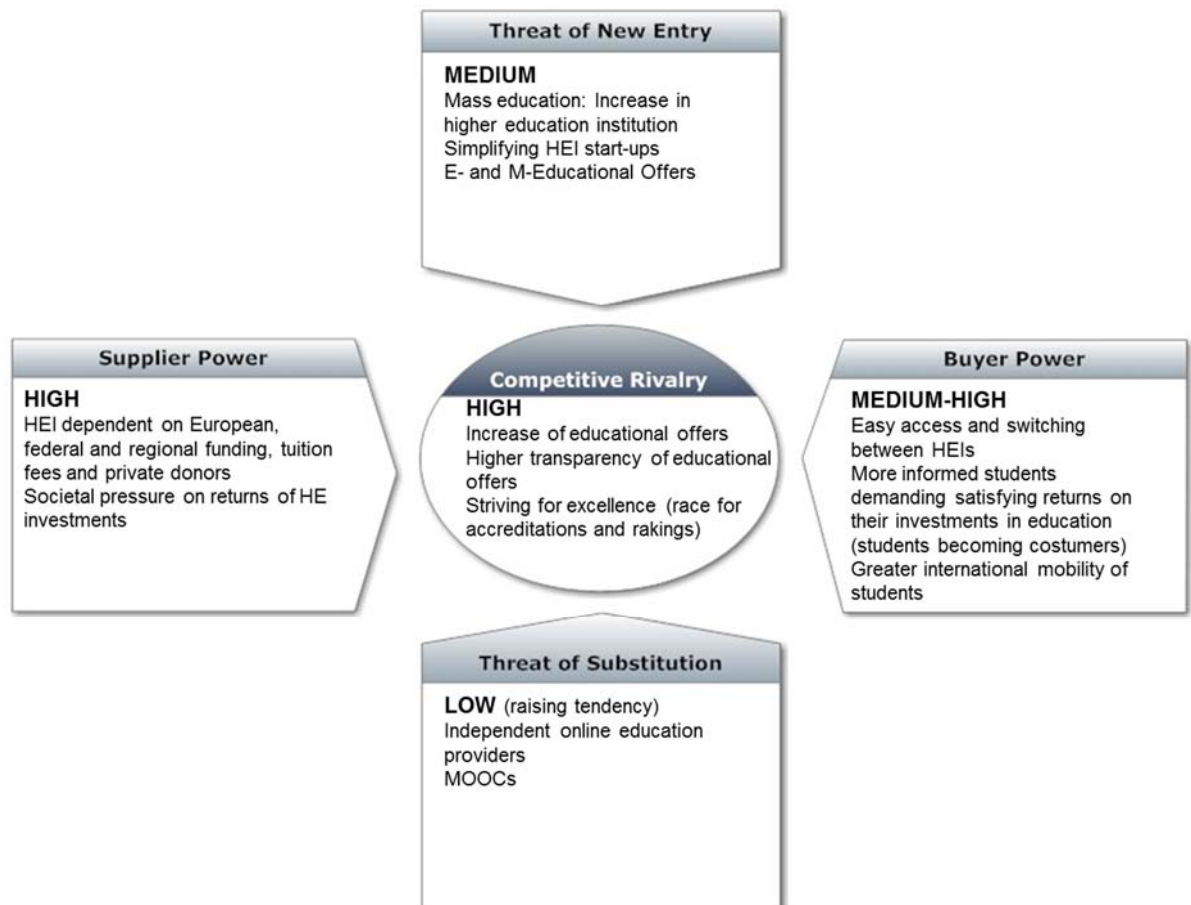 Threat of New Entry
MEDIUM
Mass education: Increase in
higher education institution
Simplifying HEI start-ups
E- and M-Educational Offers
Supplier Power
HIGH
HEI dependent on European,
federal and regional funding, tuition
fees and private donors
Societal pressure on returns of HE
investments
Competitive Rivalry
HIGH
Increase of educational offers
Higher transparency of educational
offers
Striving for excellence (race for
accreditations and rakings)
Buyer Power
MEDIUM-HIGH
Easy access and switching
between HEIs
More informed students
demanding satisfying returns on
their investments in education
(students becoming costumers)
Greater international mobility of
students
Threat of Substitution
LOW (raising tendency)
Independent online education
providers
MOOCs